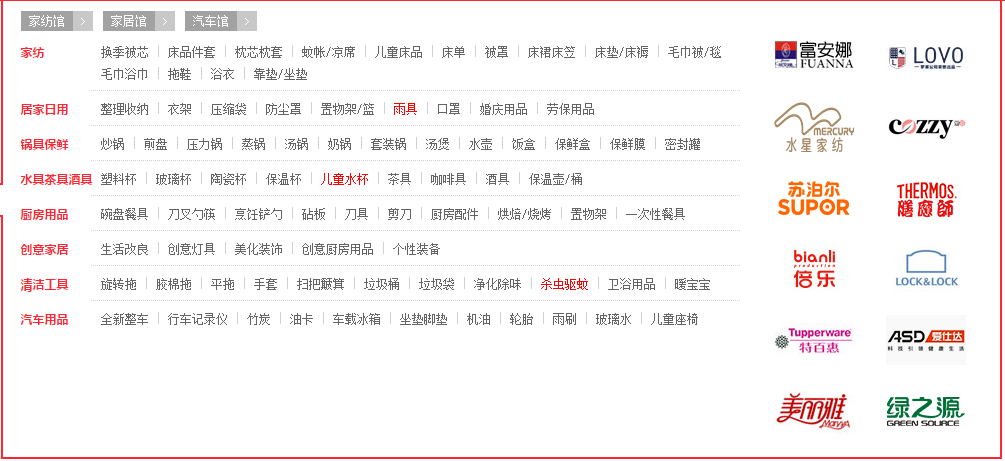 家纺馆 > 家居馆 > 汽车馆 >
家纺 换季被芯 床品件套 枕芯枕套 蚊帐/凉席 儿童床品 床单 被罩 床裙床笠 床垫/床褥 毛巾被/毯
毛巾浴巾 拖鞋 浴衣 靠垫/坐垫
居家日用 整理收纳 衣架 压缩袋 防尘罩 置物架/篮 雨具 口罩 婚庆用品 劳保用品
锅具保鲜 炒锅 煎盘 压力锅 蒸锅 汤锅 奶锅 套装锅 汤煲 水壶 饭盒 保鲜盒 保鲜膜 密封罐
水具茶具酒具 塑料杯 玻璃杯 陶瓷杯 保温杯 儿童水杯 茶具 咖啡具 酒具 保温壶/桶
厨房用品 碗盘餐具 刀叉勺筷 烹饪铲勺 砧板 刀具 剪刀 厨房配件 烘焙/烧烤 置物架 一次性餐具
创意家居 生活改良 创意灯具 美化装饰 创意厨房用品 个性装备
清洁工具 旋转拖 胶棉拖 平拖 手套 扫把簸箕 垃圾桶 垃圾袋 净化除味 杀虫驱蚊 卫浴用品 暖宝宝
汽车用品 全新整车 行车记录仪 竹炭 油卡 车载冰箱 坐垫脚垫 机油 轮胎 雨刷 玻璃水 儿童座椅
富安娜
FUANNA
LOVO
MERCURY
水星家纺
COZZY
苏泊尔
SUPOR
THERMOS.
膳魔師
bianli
production
倍乐
LOCK&LOCK
Tupperware
特百惠
ASD 爱仕达
科技引领健康生活
美丽雅
MARYYA
绿之源
GREEN SOURCE